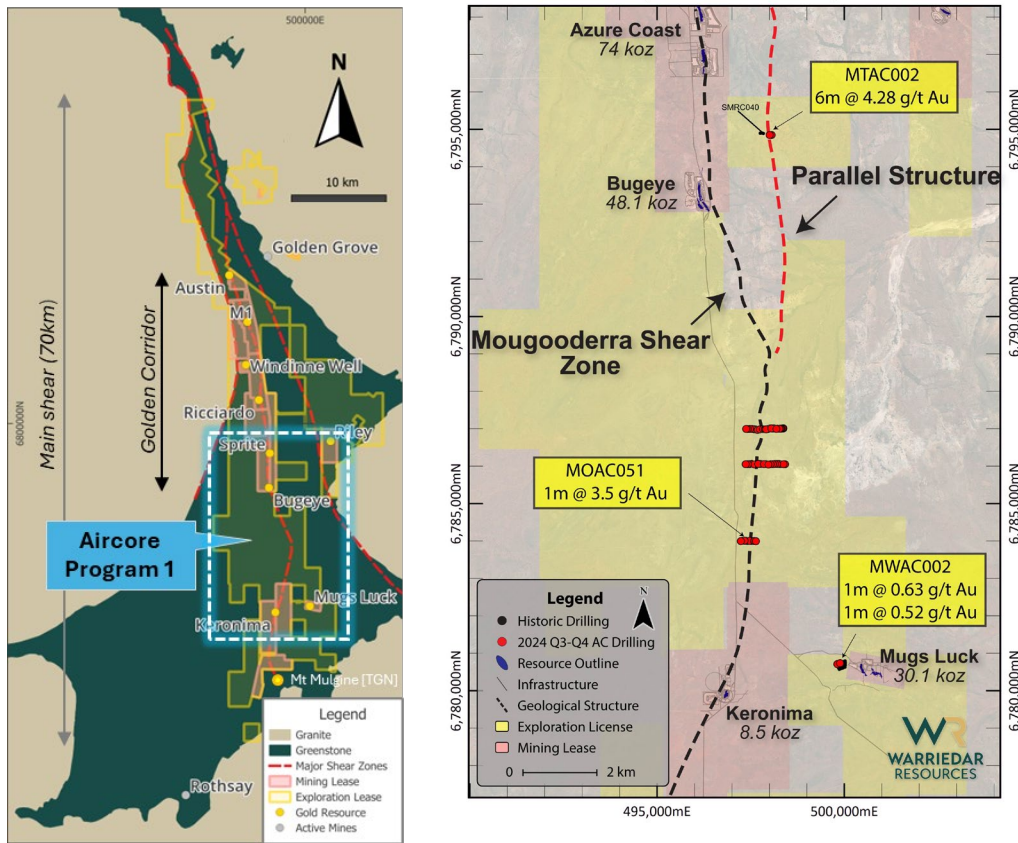 500000E
N
10 km
Golden Grove
Austin
M1
Windinne Well
Ricciardo
Sprite
Riley
Bugeye
Main shear (70km)
Golden Corridor
6800000N
Aircore
Program 1
Mugs Luck
Keronima
Mt Mulgine [TGN]
Rothsay
Legend
Granite
Greenstone
Major Shear Zones
Mining Lease
Exploration Lease
Gold Resource
Active Mines
Azure Coast
74 koz
MTAC002
6m @ 4.28 g/t Au
SMRC040
Bugeye
48.1 koz
Parallel Structure
Mougooderra Shear
Zone
MOAC051
1m @ 3.5 g/t Au
MWAC002
1m @ 0.63 g/t Au
1m @ 0.52 g/t Au
Mugs Luck
30.1 koz
Keronima
8.5 koz
WARRIEDAR
RESOURCES
Legend
N
Historic Drilling
2024 Q3-Q4 AC Drilling
Resource Outline
Infrastructure
Geological Structure
Exploration License
Mining Lease
0 2 km
6,795,000mN
6,790,000mN
6,785,000mN
6,780,000mN
6,795,000mN
6,790,000mN
6,785,000mN
6,780,000mN
495,000mE
500,000mE